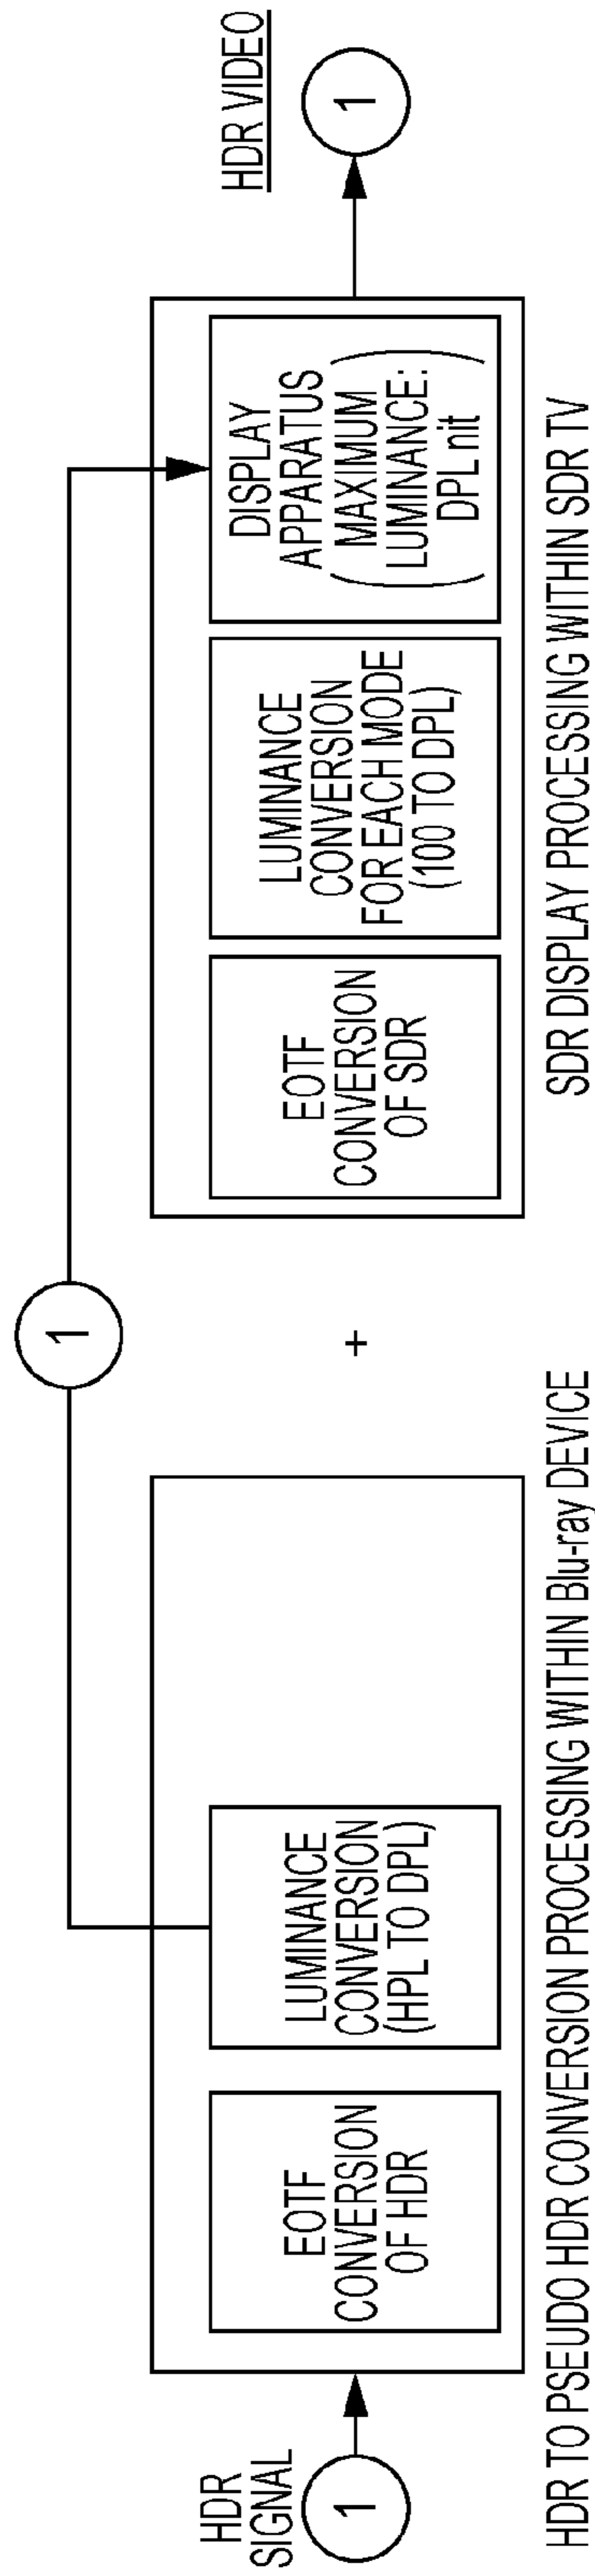 HDR
SIGNAL
1
EOTF
CONVERSION
OF HDR
LUMINANCE
CONVERSION
(HPL TO DPL)
HDR TO PSEUDO HDR CONVERSION PROCESSING WITHIN Blu-ray DEVICE
1
+
EOTF
CONVERSION
OF SDR
LUMINANCE
CONVERSION
FOR EACH MODE
(100 TO DPL)
DISPLAY
APPARATUS
(MAXIMUM
LUMINANCE:
DPL nit)
SDR DISPLAY PROCESSING WITHIN SDR TV
HDR VIDEO
1